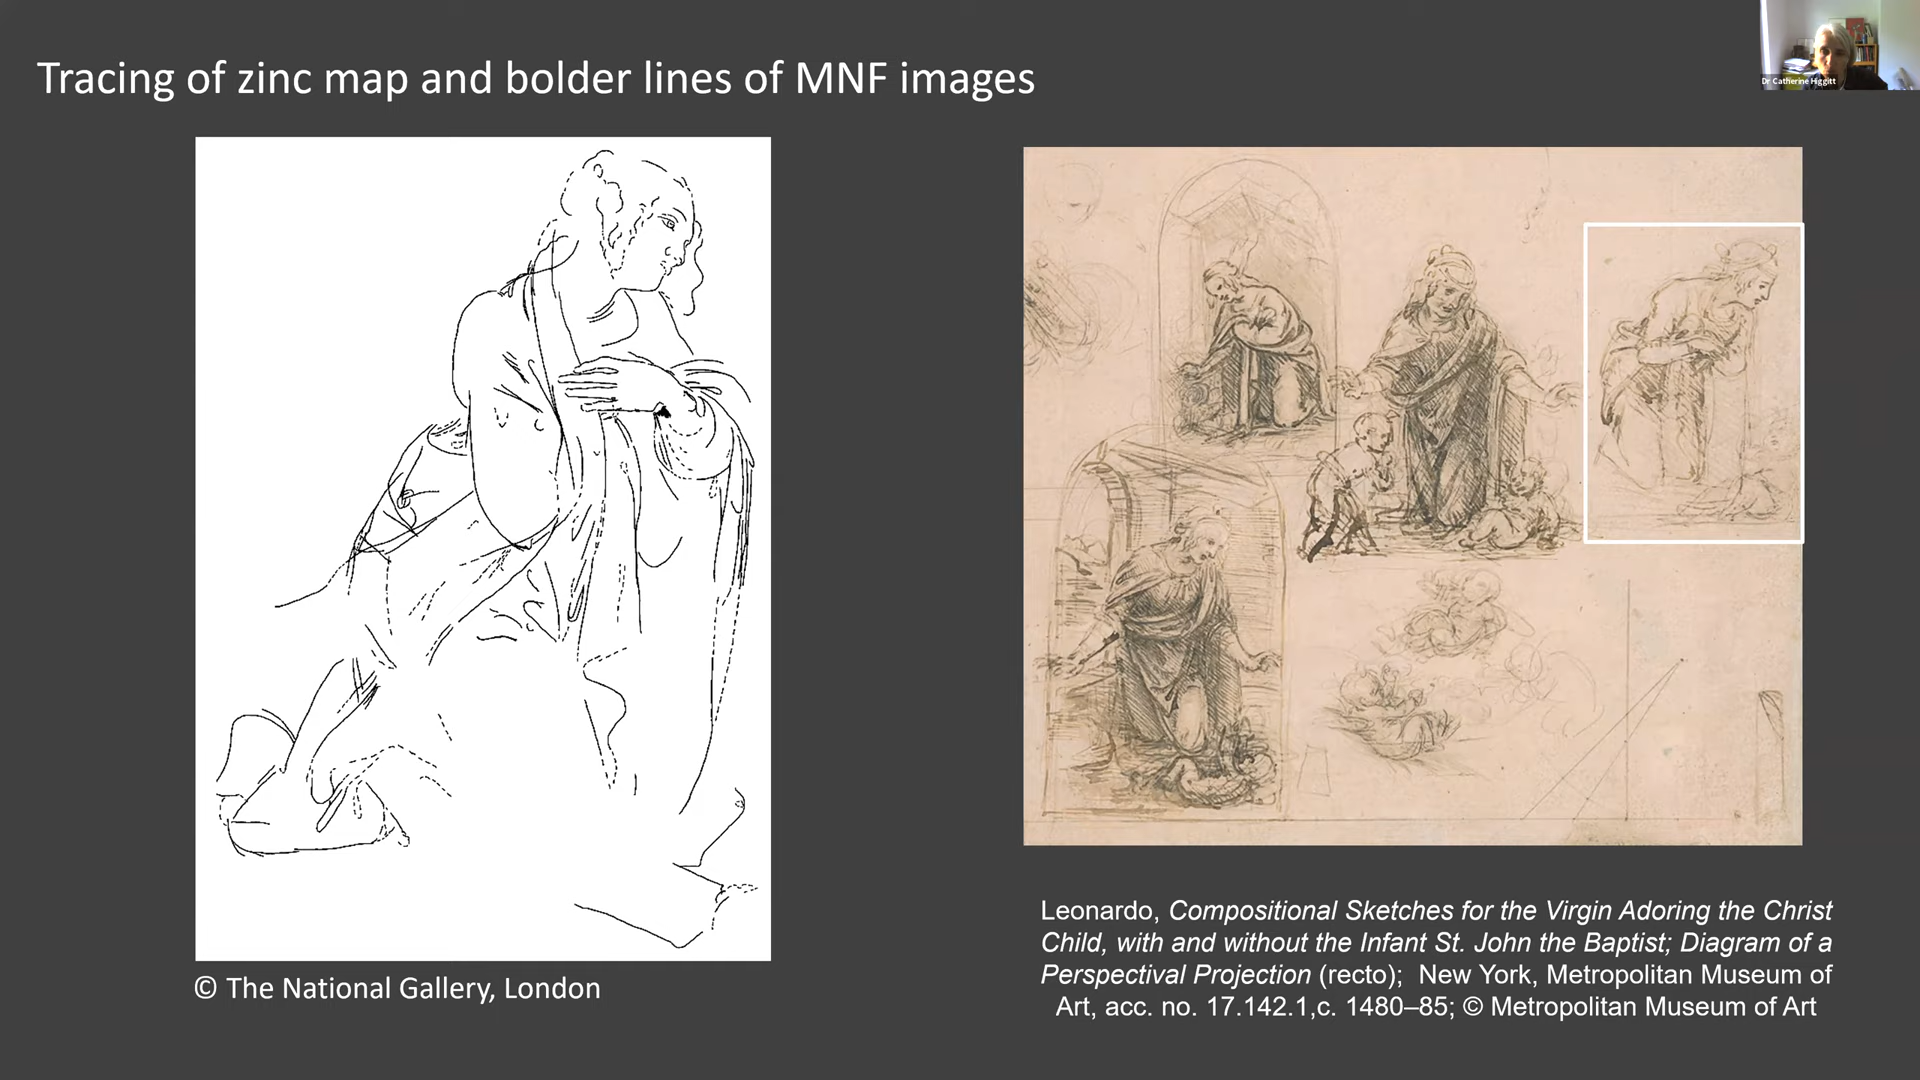 Tracing of zinc map and bolder lines of MNF images
Dr Catherine Higgitt
© The National Gallery, London
Leonardo, Compositional Sketches for the Virgin Adoring the Christ
Child, with and without the Infant St. John the Baptist; Diagram of a
Perspectival Projection (recto);  New York, Metropolitan Museum of
Art, acc. no. 17.142.1,c. 1480–85; © Metropolitan Museum of Art